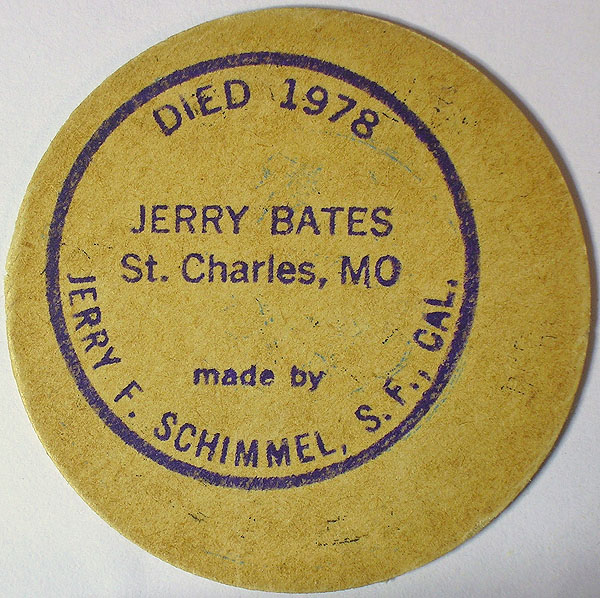 DIED 1978
JERRY BATES
St. Charles, MO
made by
JERRY F. SCHIMMEL, S. F., CAL.